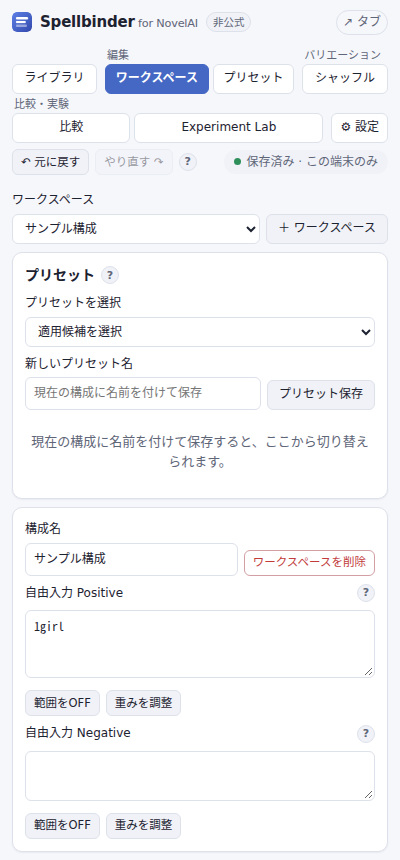 Spellbinder for NovelAI 非公式 ↗ タブ
編集 バリエーション
ライブラリ ワークスペース プリセット シャッフル
比較・実験
比較 Experiment Lab ⚙ 設定
↶ 元に戻す やり直す ↷ ? 保存済み · この端末のみ
ワークスペース
サンプル構成 ＋ ワークスペース
プリセット ?
プリセットを選択
適用候補を選択
新しいプリセット名
現在の構成に名前を付けて保存 プリセット保存
現在の構成に名前を付けて保存すると、ここから切り替え
られます。
構成名
サンプル構成 ワークスペースを削除
自由入力 Positive ?
1girl
範囲をOFF 重みを調整
自由入力 Negative ?
範囲をOFF 重みを調整